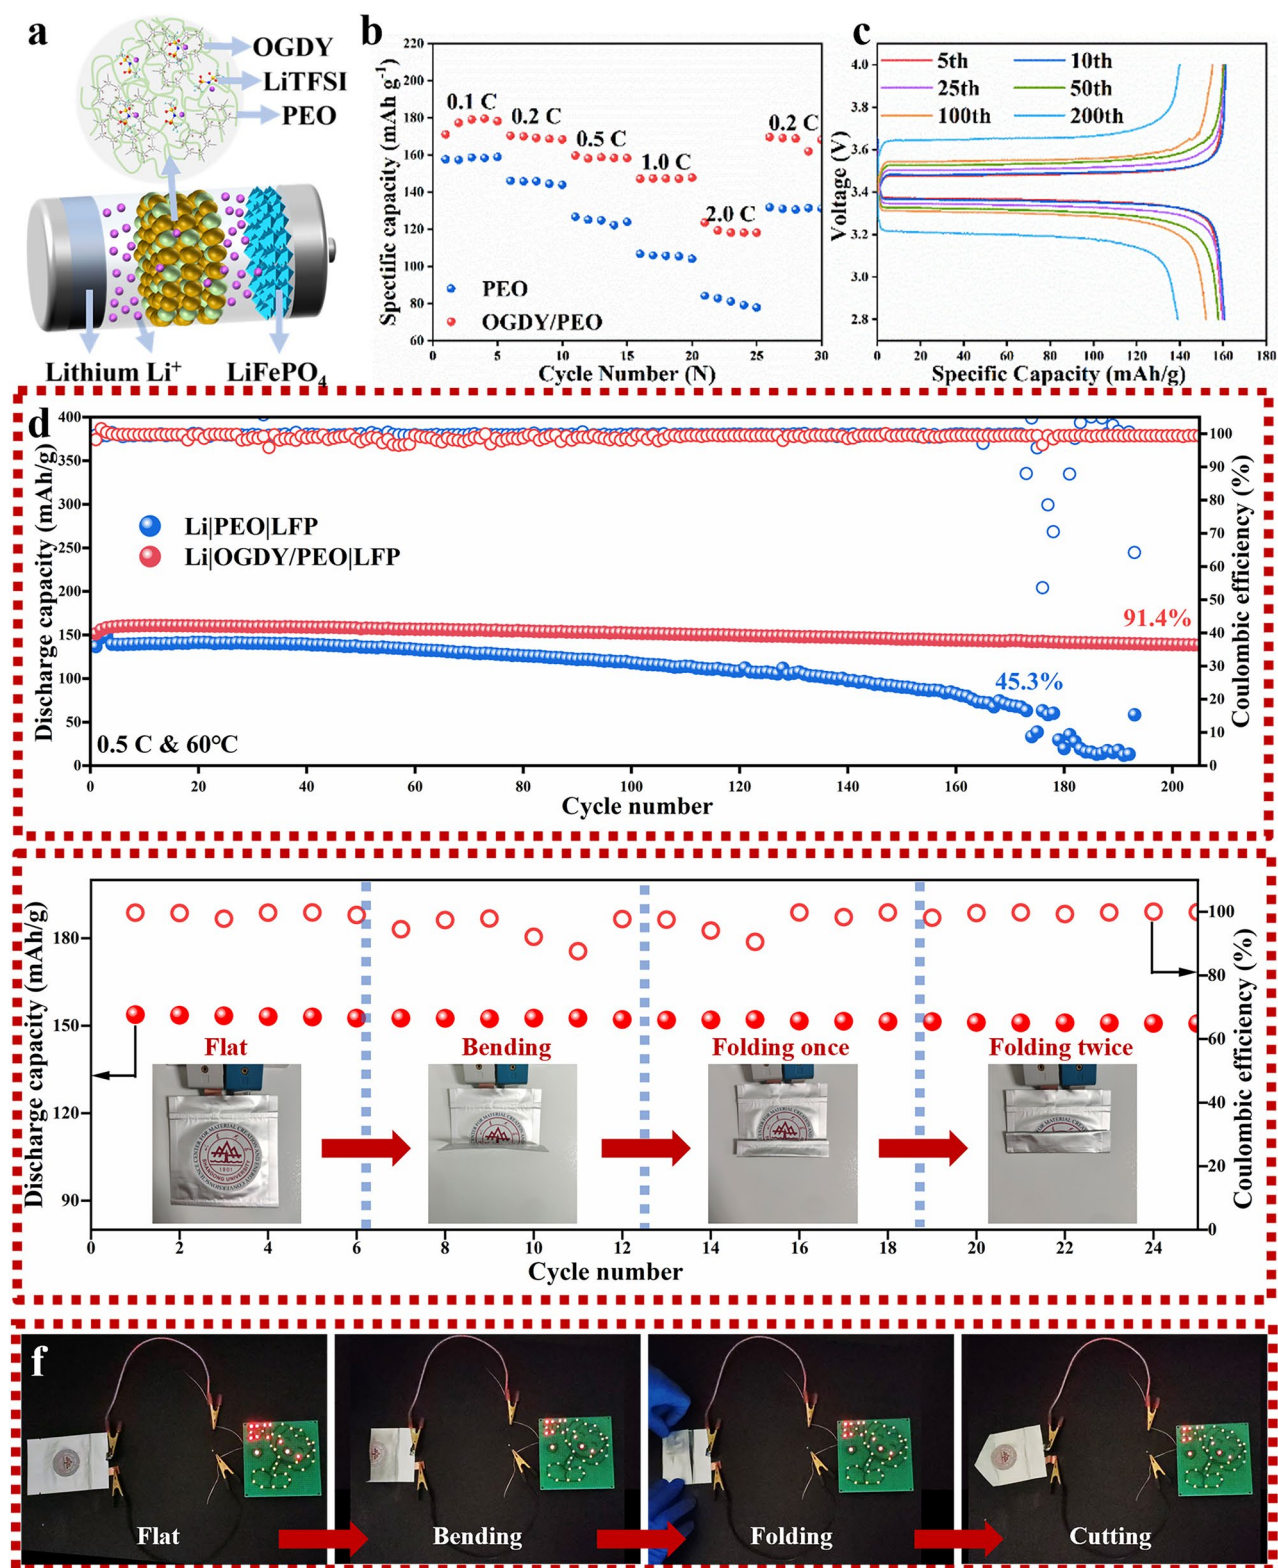 a
OGDY
LiTFSI
PEO
Lithium Li⁺
LiFePO₄
b
Spectific capacity (mAh g⁻¹)
220
200
180
160
140
120
100
80
60
0.1 C
0.2 C
0.5 C
1.0 C
2.0 C
0.2 C
PEO
OGDY/PEO
0 5 10 15 20 25 30
Cycle Number (N)
c
Voltage (V)
4.0
3.8
3.6
3.4
3.2
3.0
2.8
5th 10th
25th 50th
100th 200th
0 20 40 60 80 100 120 140 160 180
Specific Capacity (mAh/g)
d
Discharge capacity (mAh/g)
400
350
300
250
200
150
100
50
0
Li|PEO|LFP
Li|OGDY/PEO|LFP
91.4%
45.3%
0.5 C & 60°C
100
90
80
70
60
50
40
30
20
10
0
Coulombic efficiency (%)
0 20 40 60 80 100 120 140 160 180 200
Cycle number
Discharge capacity (mAh/g)
180
150
120
90
Flat Bending Folding once Folding twice
100
80
60
40
20
0
Coulombic efficiency (%)
0 2 4 6 8 10 12 14 16 18 20 22 24
Cycle number
f
Flat Bending Folding Cutting